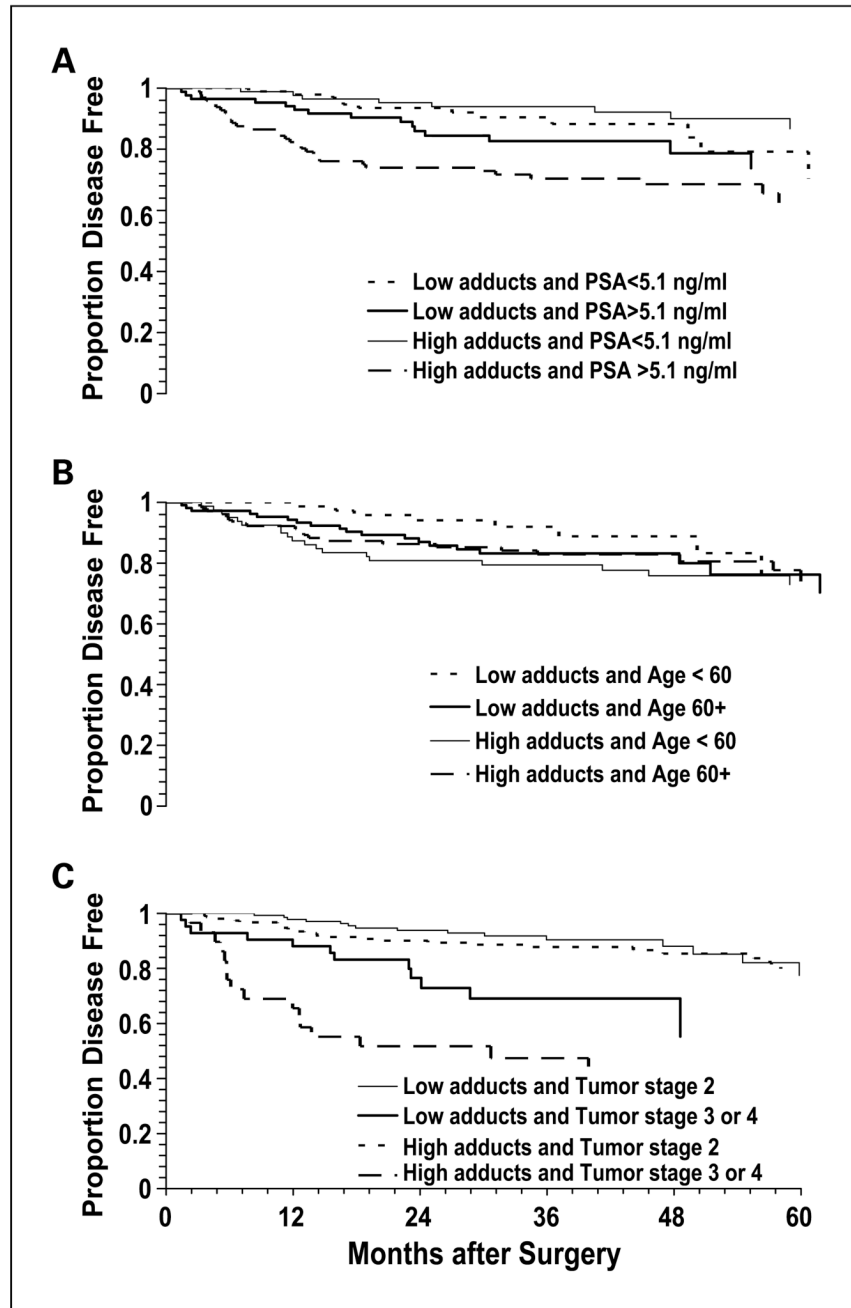 A
Proportion Disease Free
1
0.8
0.6
0.4
0.2
0
Low adducts and PSA<5.1 ng/ml
Low adducts and PSA>5.1 ng/ml
High adducts and PSA<5.1 ng/ml
High adducts and PSA >5.1 ng/ml
B
Proportion Disease Free
1
0.8
0.6
0.4
0.2
0
Low adducts and Age < 60
Low adducts and Age 60+
High adducts and Age < 60
High adducts and Age 60+
C
Proportion Disease Free
1
0.8
0.6
0.4
0.2
0
Low adducts and Tumor stage 2
Low adducts and Tumor stage 3 or 4
High adducts and Tumor stage 2
High adducts and Tumor stage 3 or 4
0 12 24 36 48 60
Months after Surgery